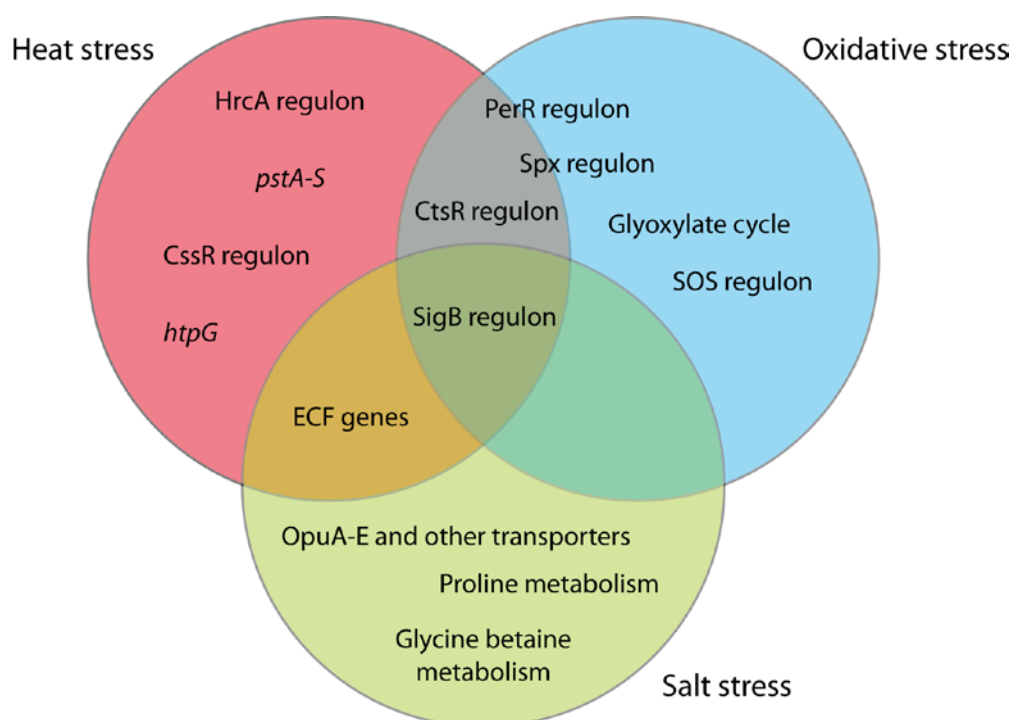 Heat stress
Oxidative stress
HrcA regulon
PerR regulon
Spx regulon
pstA-S
CtsR regulon
Glyoxylate cycle
CssR regulon
SOS regulon
SigB regulon
htpG
ECF genes
OpuA-E and other transporters
Proline metabolism
Glycine betaine
metabolism
Salt stress